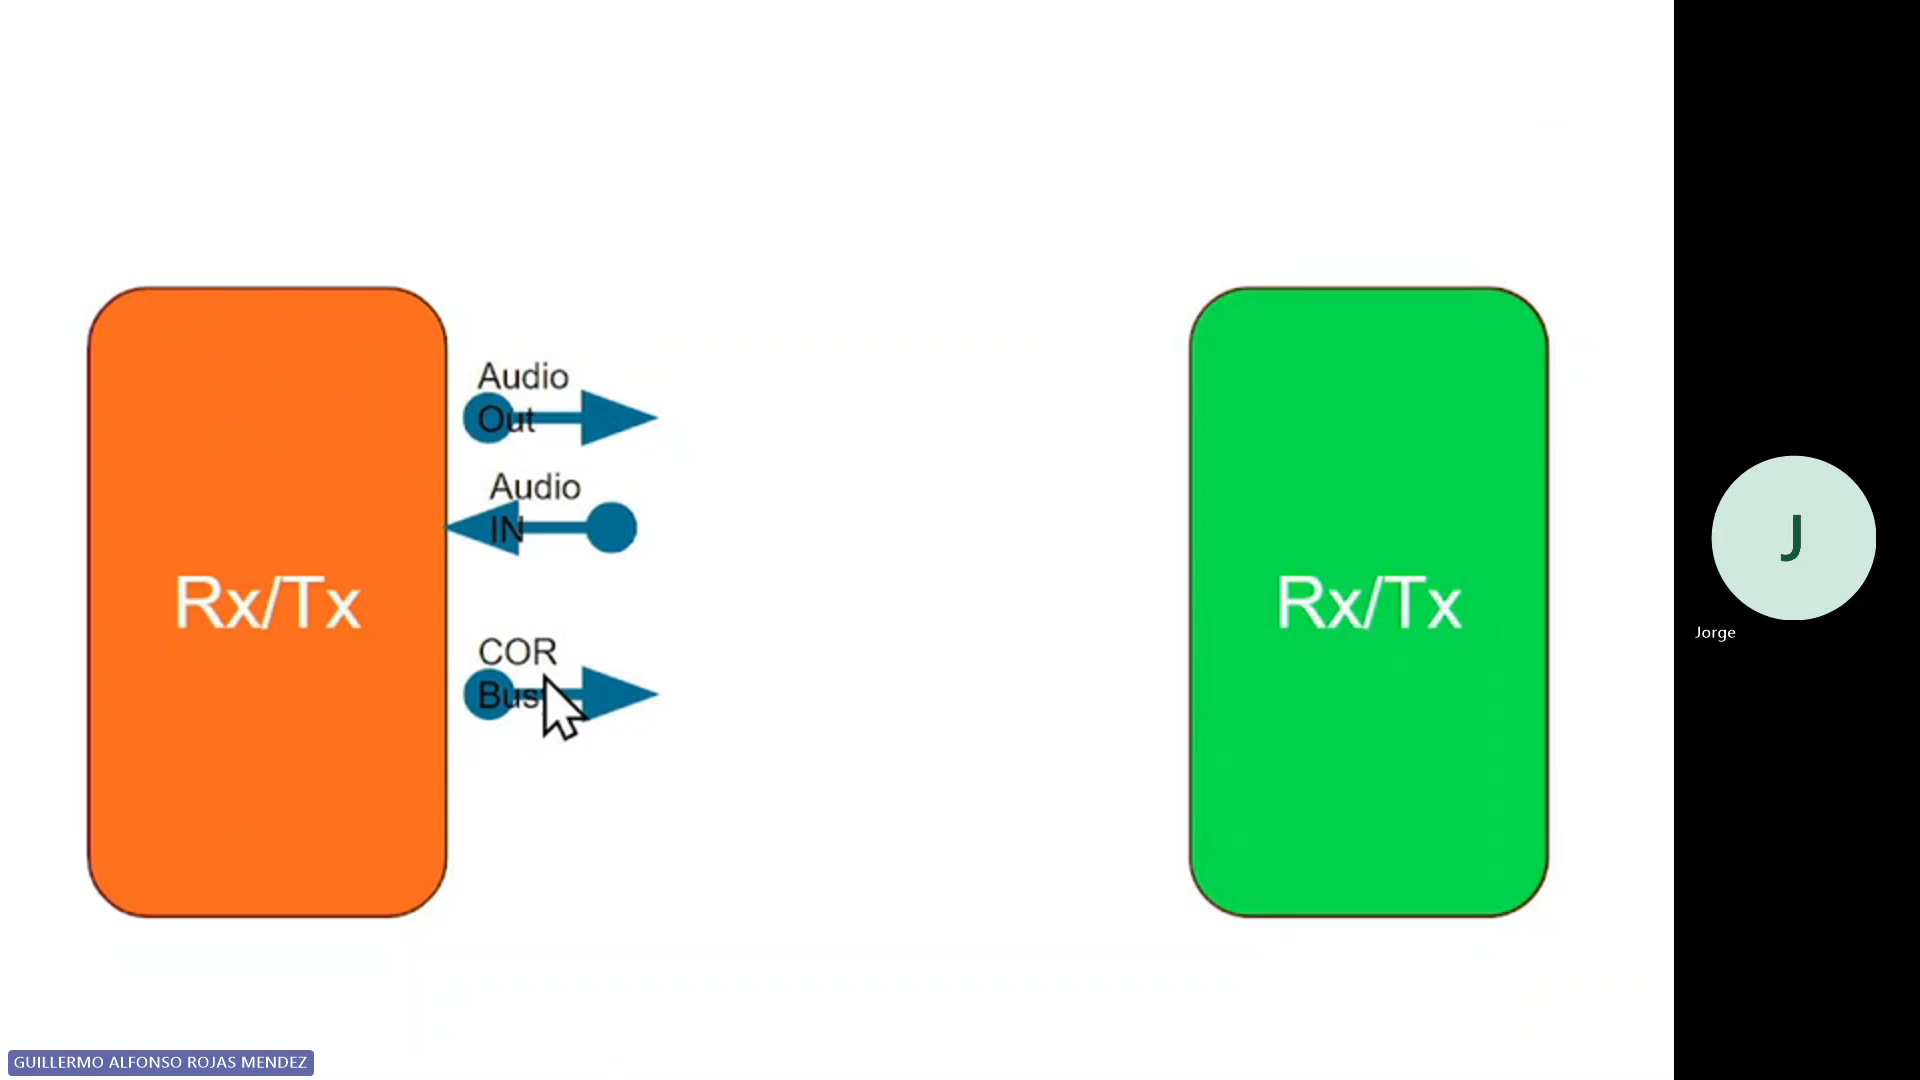 Audio
Out
Audio
IN
Rx/Tx
Rx/Tx
COR
Bus
J
Jorge
GUILLERMO ALFONSO ROJAS MENDEZ